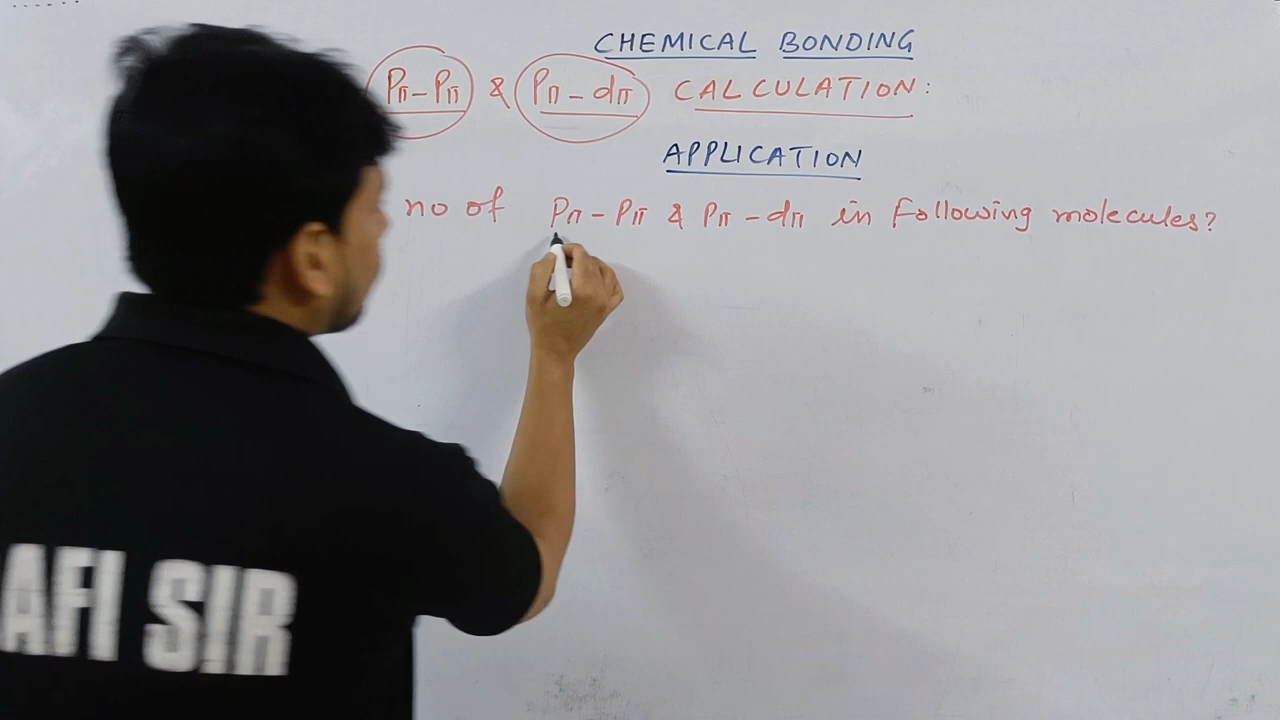 CHEMICAL BONDING
Pπ-Pπ & Pπ-dπ CALCULATION:
APPLICATION
no of Pπ-Pπ & Pπ-dπ in Following molecules?
AFI SIR